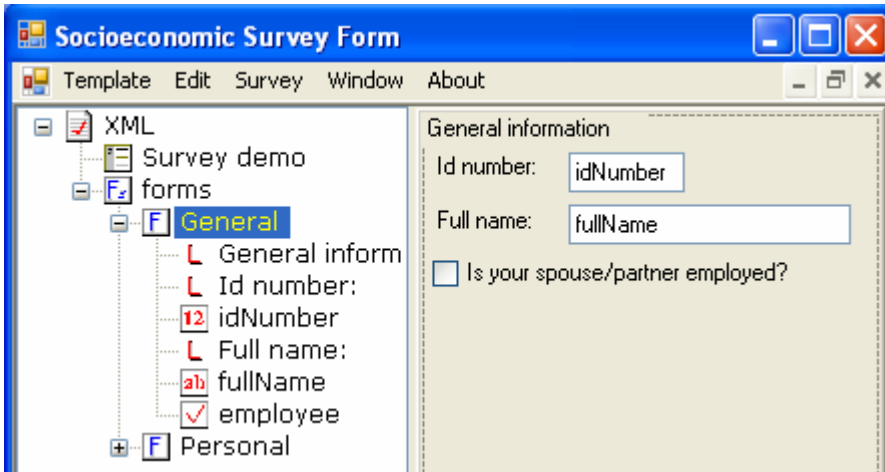 Socioeconomic Survey Form
Template Edit Survey Window About
XML
Survey demo
forms
General
General inform
Id number:
idNumber
Full name:
fullName
employee
Personal
General information
Id number: idNumber
Full name: fullName
Is your spouse/partner employed?